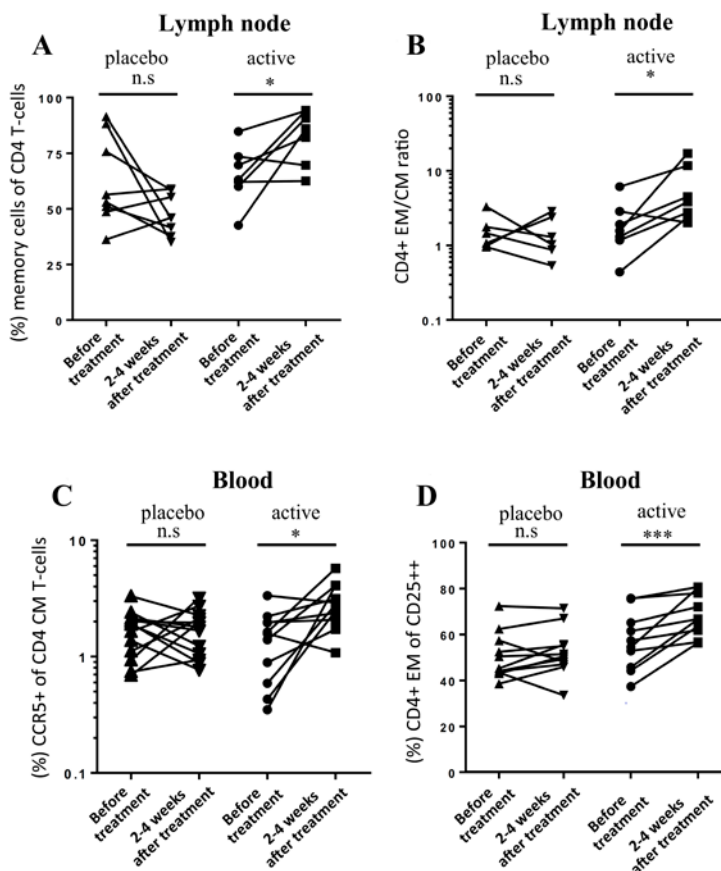 Lymph node
A
placebo
active
n.s
*
(%) memory cells of CD4 T-cells
100
75
50
25
0
Before
treatment
2-4 weeks
after treatment
Before
treatment
2-4 weeks
after treatment
Lymph node
B
placebo
active
n.s
*
CD4+ EM/CM ratio
100
10
1
0.1
Before
treatment
2-4 weeks
after treatment
Before
treatment
2-4 weeks
after treatment
Blood
C
placebo
active
n.s
*
(%) CCR5+ of CD4 CM T-cells
10
1
0.1
Before
treatment
2-4 weeks
after treatment
Before
treatment
2-4 weeks
after treatment
Blood
D
placebo
active
n.s
***
(%) CD4+ EM of CD25++
100
80
60
40
20
0
Before
treatment
2-4 weeks
after treatment
Before
treatment
2-4 weeks
after treatment